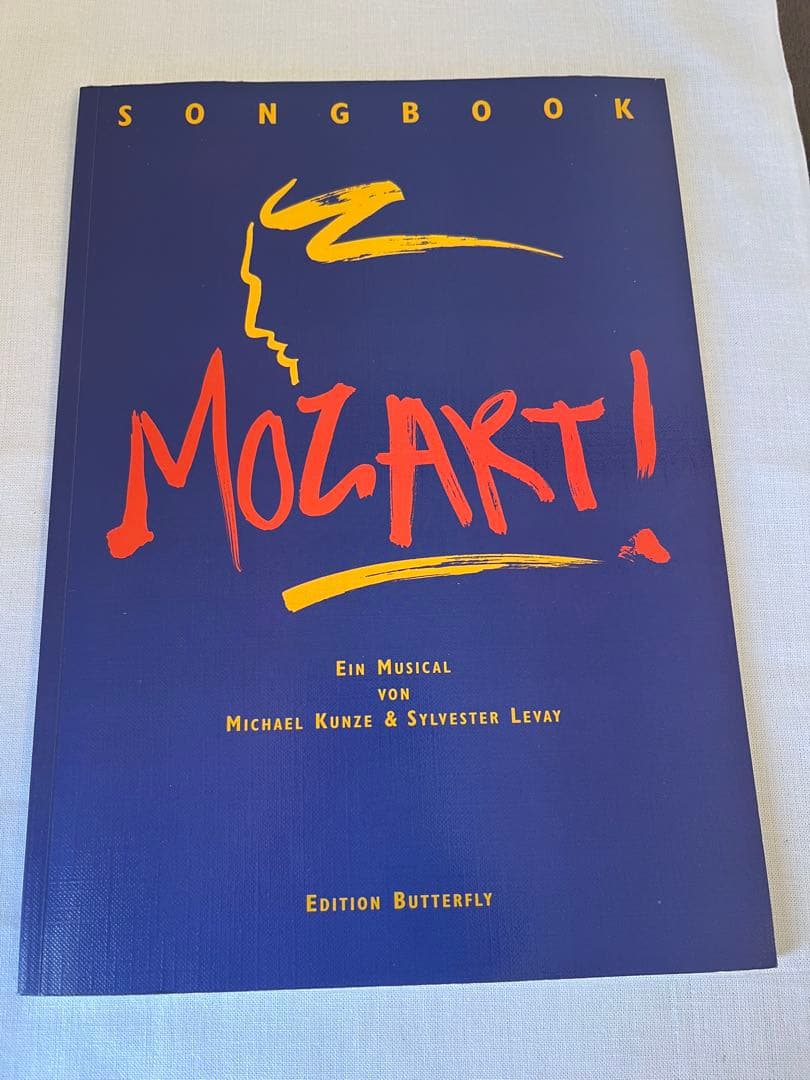 SONGBOOK
MOZART!
EIN MUSICAL
VON
MICHAEL KUNZE & SYLVESTER LEVAY
EDITION BUTTERFLY